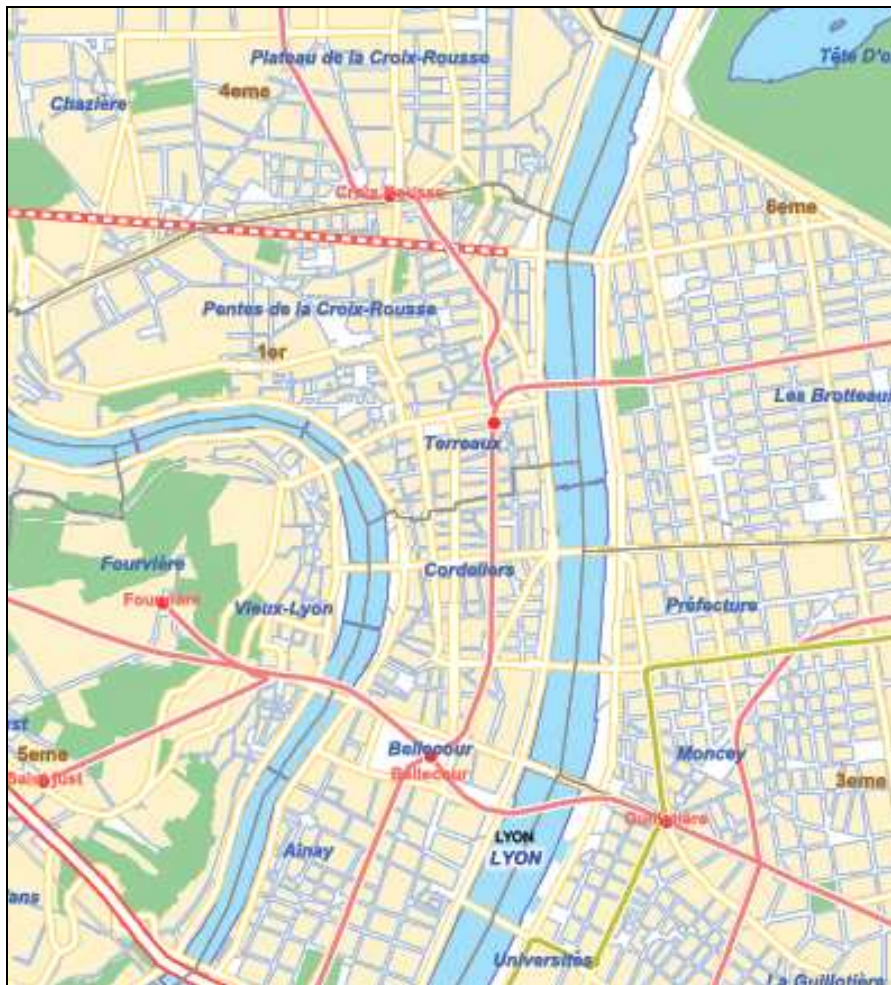 Plateau de la Croix-Rousse
Tête D'o
4eme
Chazière
Croix Rousse
6eme
Pentes de la Croix-Rousse
1er
Les Brotteaux
Terreaux
Fourvière
Cordeliers
Fourvière
Vieux-Lyon
Préfecture
st
5eme
Bellecour
Moncey
Saint Just
Bellecour
3eme
Guillotière
LYON
Ainay
LYON
ans
Universités
La Guillotière